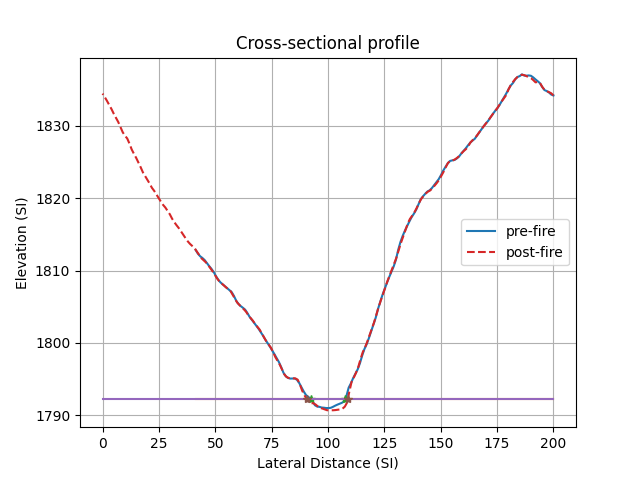 Cross-sectional profile
Elevation (SI)
1830
1820
1810
1800
1790
pre-fire
post-fire
0 25 50 75 100 125 150 175 200
Lateral Distance (SI)